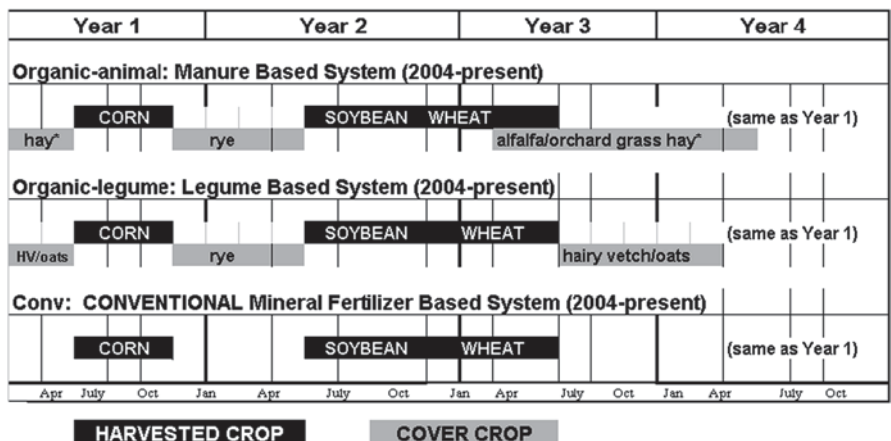 Year 1 Year 2 Year 3 Year 4
Organic-animal: Manure Based System (2004-present)
CORN SOYBEAN WHEAT (same as Year 1)
hay* rye alfalfa/orchard grass hay*
Organic-legume: Legume Based System (2004-present)
CORN SOYBEAN WHEAT (same as Year 1)
HV/oats rye hairy vetch/oats
Conv: CONVENTIONAL Mineral Fertilizer Based System (2004-present)
CORN SOYBEAN WHEAT (same as Year 1)
Apr July Oct Jan Apr July Oct Jan Apr July Oct Jan Apr July Oct
HARVESTED CROP COVER CROP